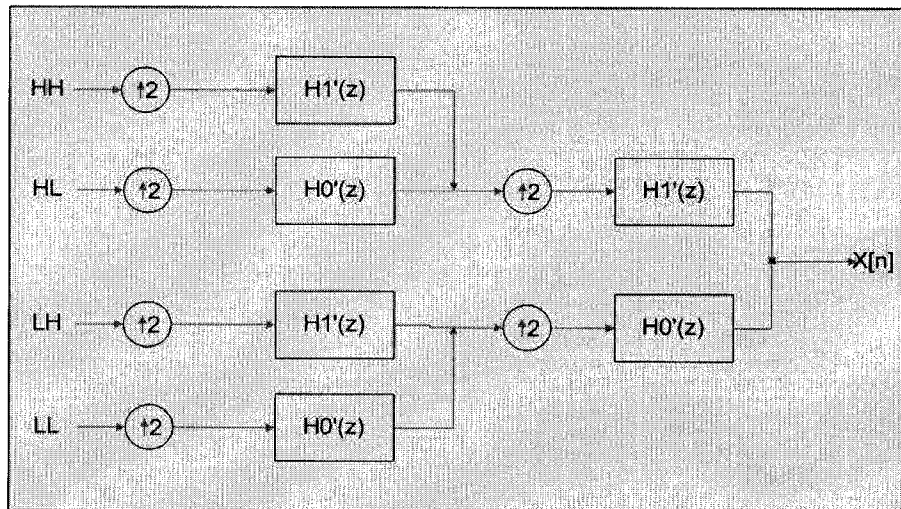 HH ↑2 H1'(z)
HL ↑2 H0'(z) ↑2 H1'(z)
X[n]
LH ↑2 H1'(z) ↑2 H0'(z)
LL ↑2 H0'(z)